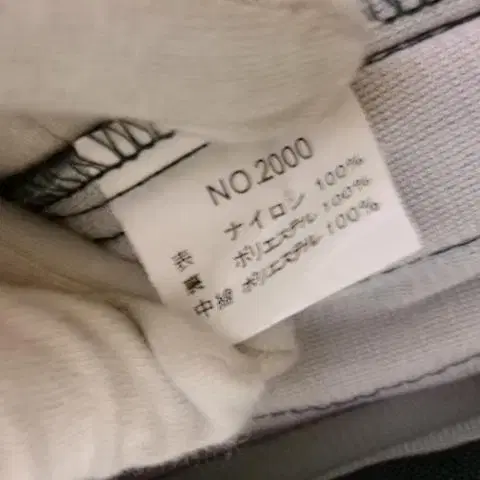 NO.2000
表 ナイロン 100%
裏 ポリエステル 100%
中綿 ポリエステル 100%